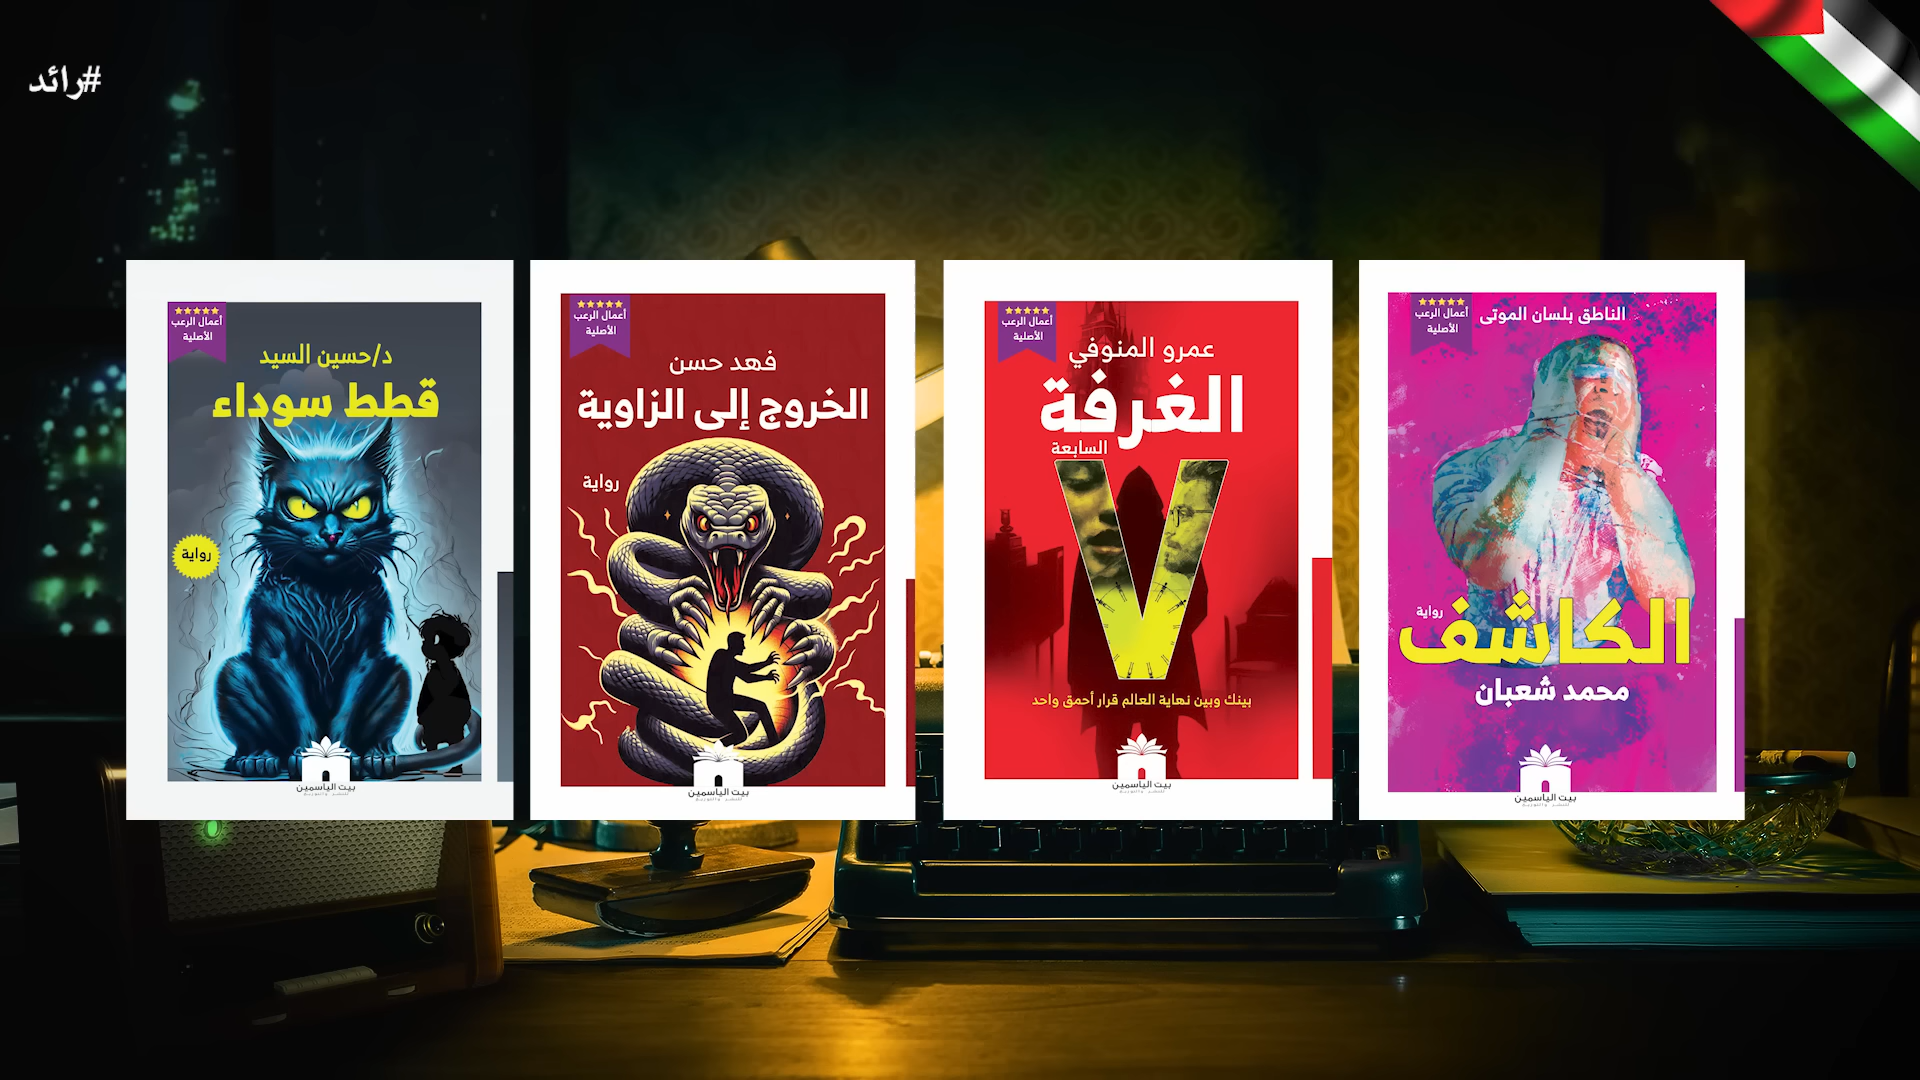 #رائد
أعمال الرعب
الأصلية
د/حسين السيد
قطط سوداء
رواية
بيت الياسمين
أعمال الرعب
الأصلية
فهد حسن
الخروج إلى الزاوية
رواية
بيت الياسمين
أعمال الرعب
الأصلية
عمرو المنوفي
الغرفة
السابعة
V
بينك وبين نهاية العالم قرار أحمق واحد
بيت الياسمين
أعمال الرعب
الأصلية
الناطق بلسان الموتى
رواية
الكاشف
محمد شعبان
بيت الياسمين